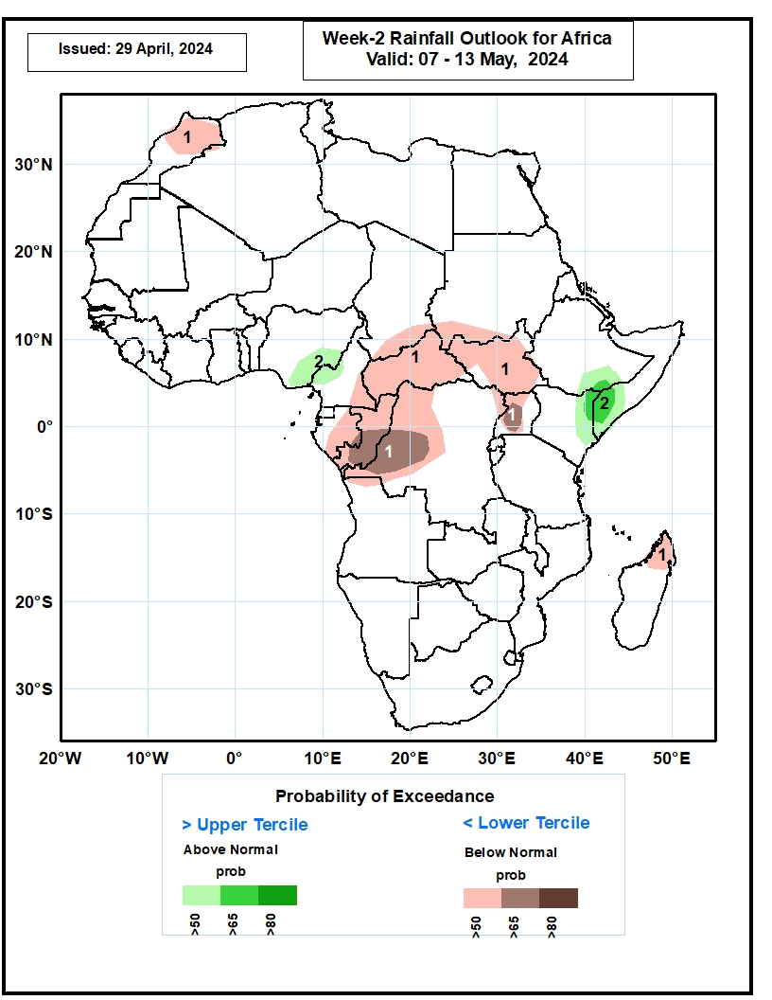 Issued: 29 April, 2024
Week-2 Rainfall Outlook for Africa
Valid: 07 - 13 May, 2024
1
30°N
20°N
10°N
2
1
1
2
1
0°
1
10°S
1
20°S
30°S
20°W 10°W 0° 10°E 20°E 30°E 40°E 50°E
Probability of Exceedance
> Upper Tercile
< Lower Tercile
Above Normal
Below Normal
prob
prob
>50 >65 >80
>50 >65 >80